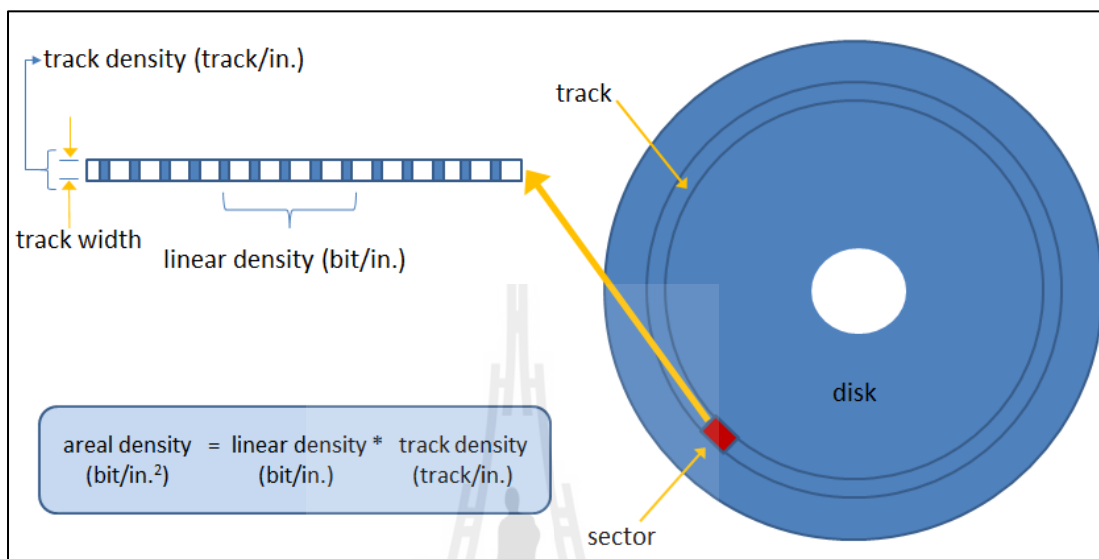 track density (track/in.)
track width
linear density (bit/in.)
track
disk
sector
areal density = linear density * track density
(bit/in.²) (bit/in.) (track/in.)